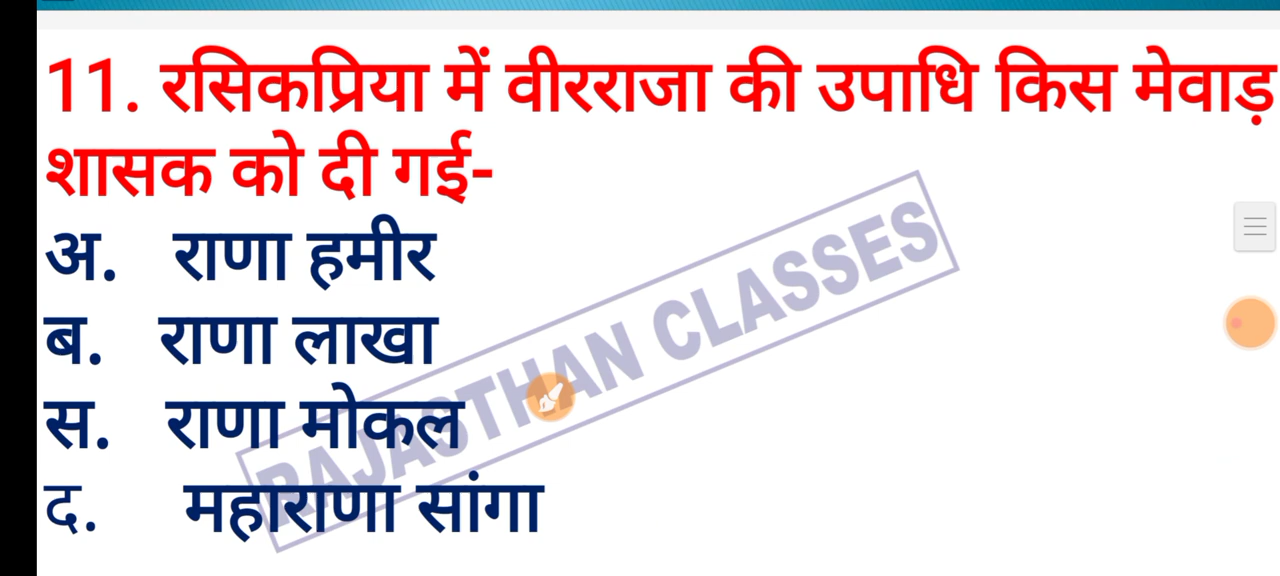 11. रसिकप्रिया में वीरराजा की उपाधि किस मेवाड़
शासक को दी गई-
अ. राणा हमीर
ब. राणा लाखा
स. राणा मोकल
द. महाराणा सांगा
RAJASTHAN CLASSES